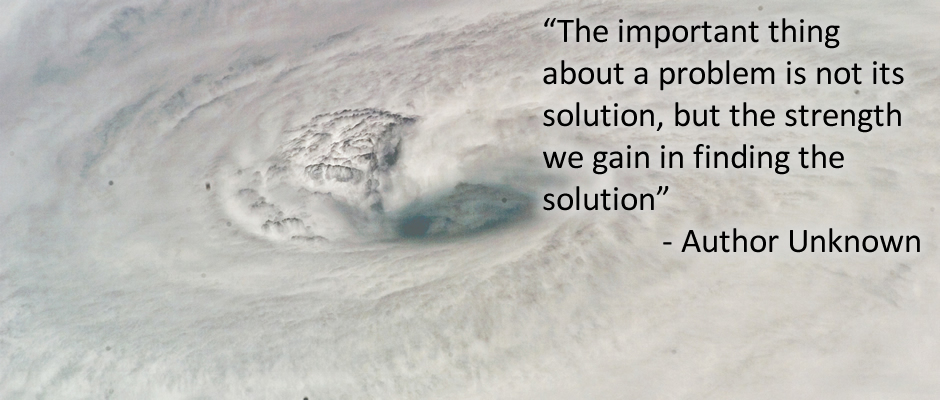 “The important thing
about a problem is not its
solution, but the strength
we gain in finding the
solution”
- Author Unknown